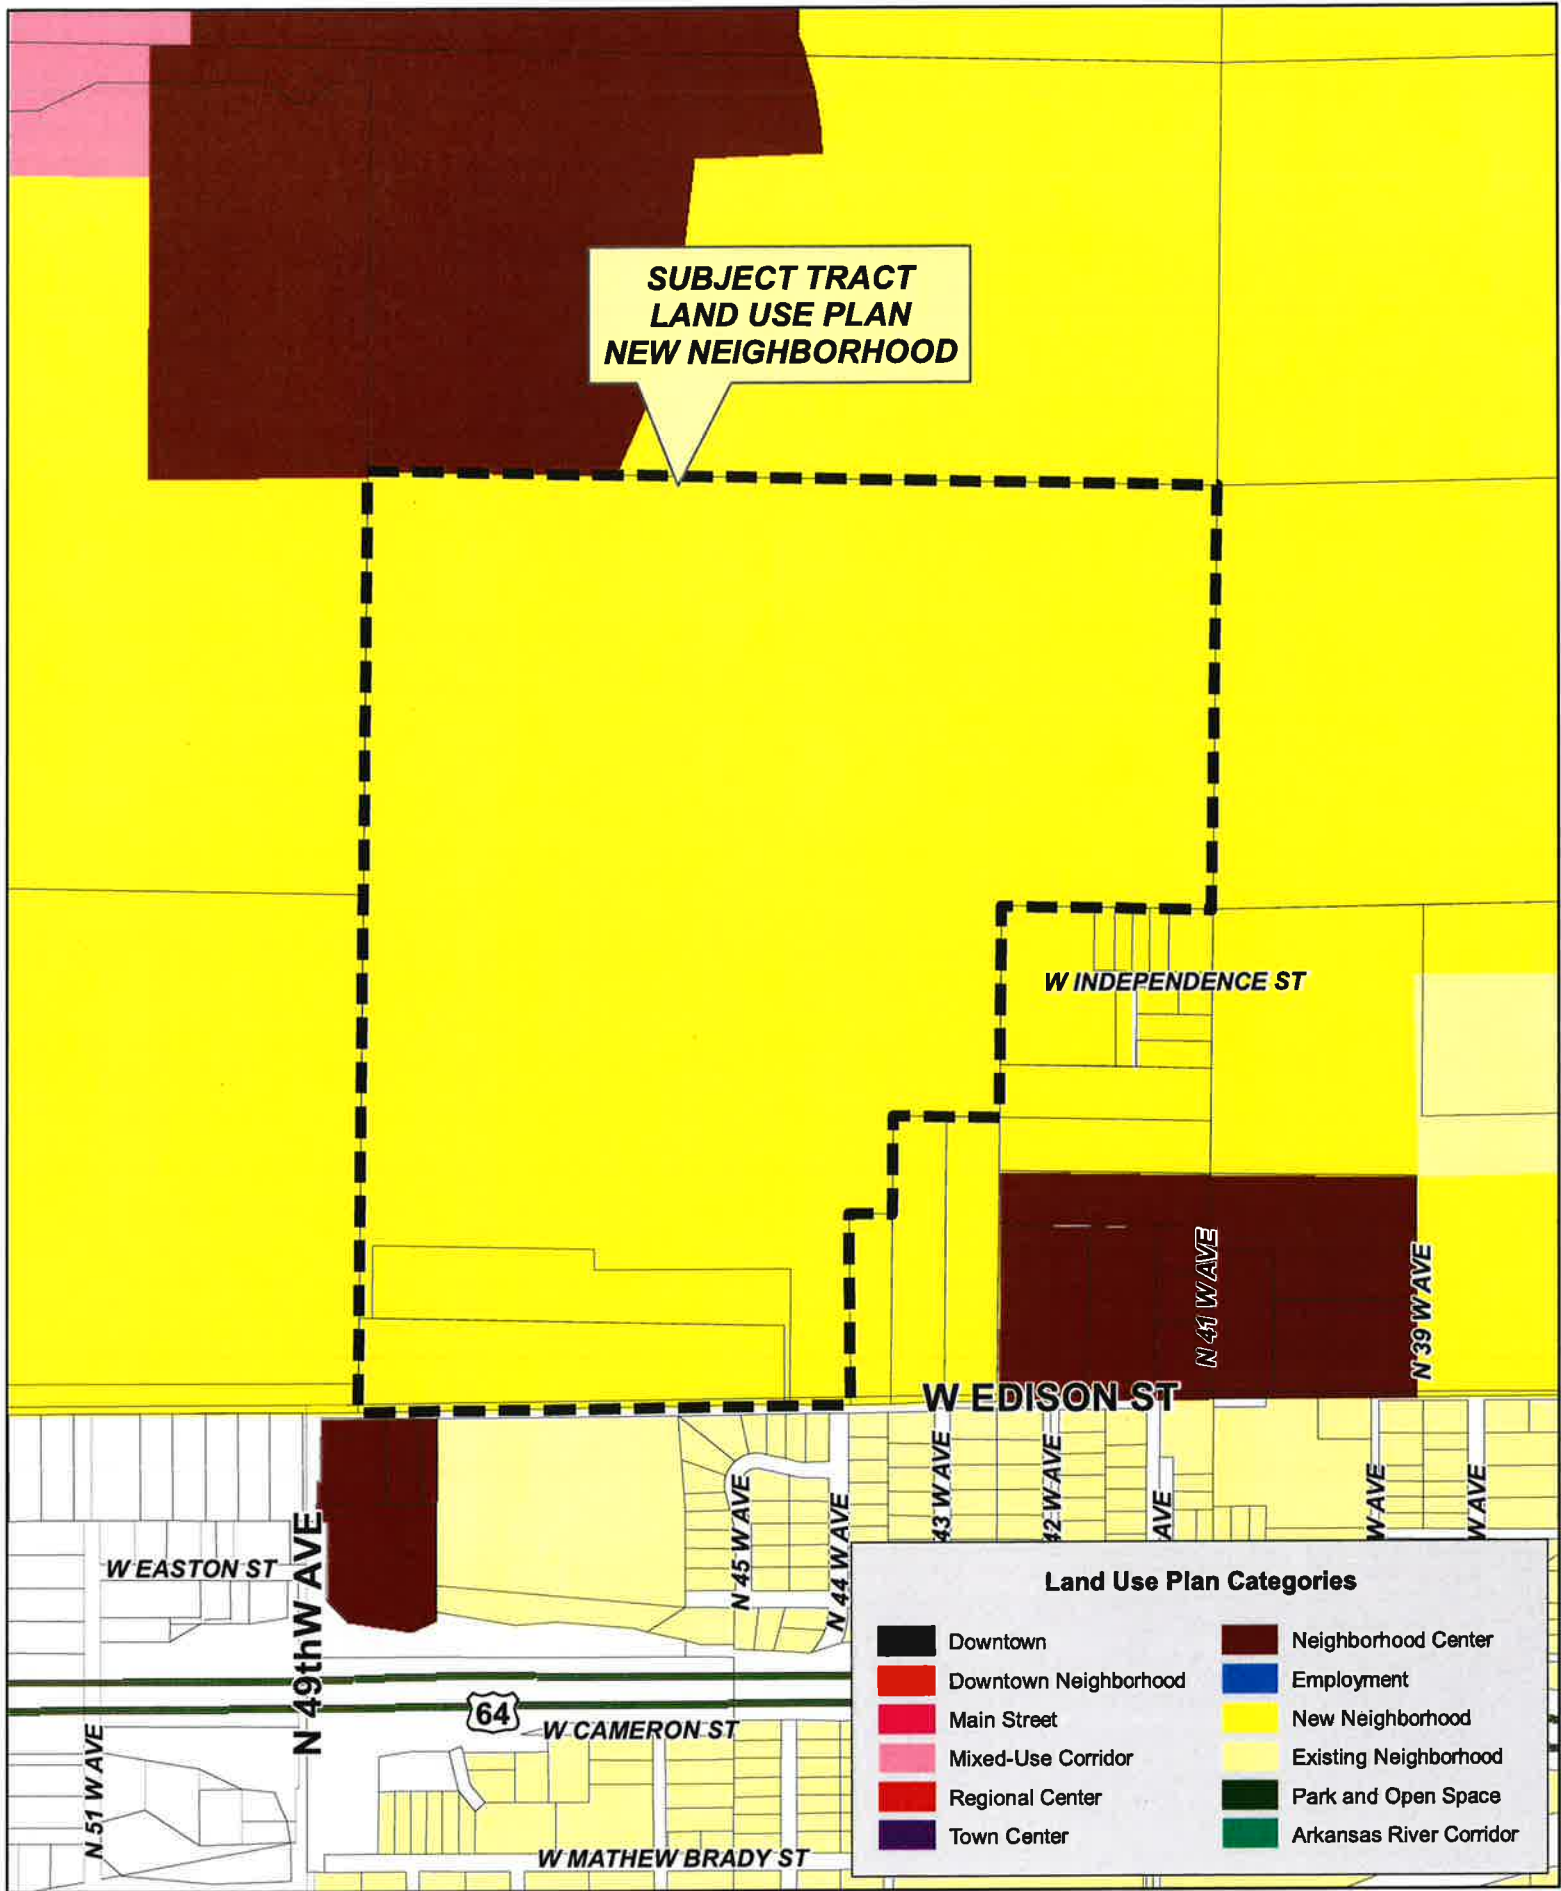 SUBJECT TRACT
LAND USE PLAN
NEW NEIGHBORHOOD
W INDEPENDENCE ST
N 41 W AVE
N 39 W AVE
W EDISON ST
N 49thW AVE
W EASTON ST
N 45 W AVE
N 44 W AVE
43 W AVE
42 W AVE
AVE
W AVE
W AVE
64
W CAMERON ST
N 51 W AVE
W MATHEW BRADY ST
Land Use Plan Categories
Downtown
Downtown Neighborhood
Main Street
Mixed-Use Corridor
Regional Center
Town Center
Neighborhood Center
Employment
New Neighborhood
Existing Neighborhood
Park and Open Space
Arkansas River Corridor